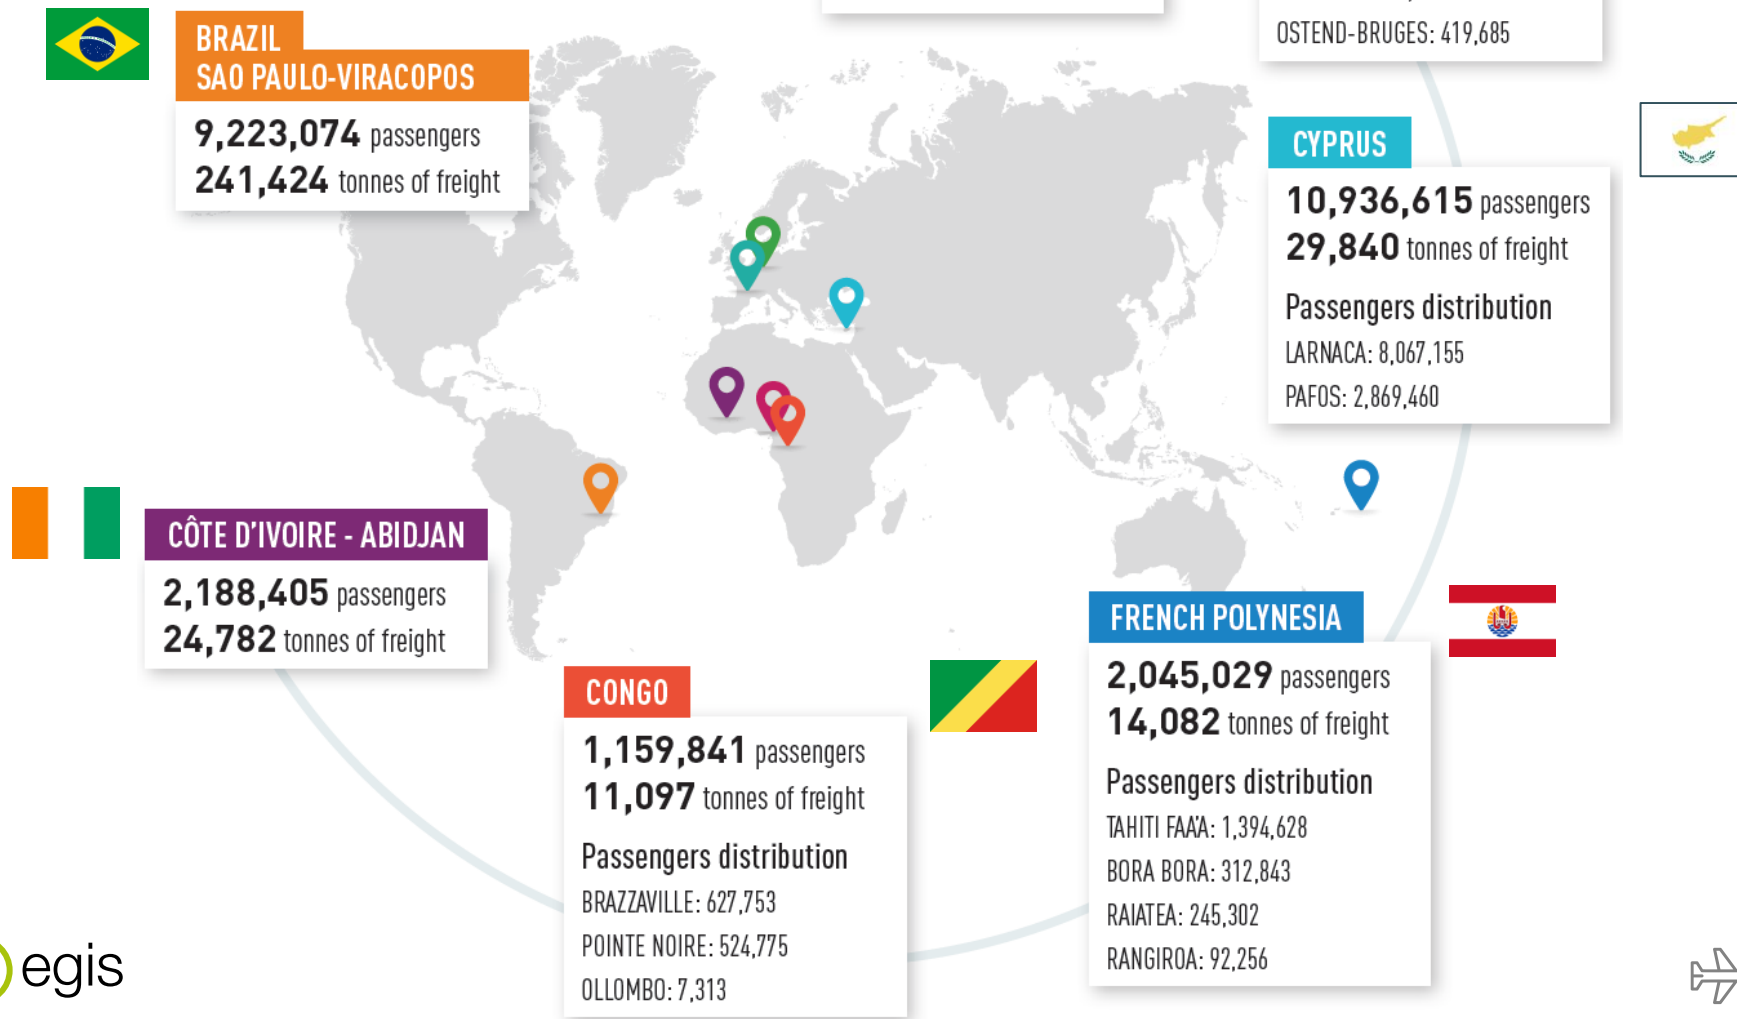 BRAZIL
SAO PAULO-VIRACOPOS
9,223,074 passengers
241,424 tonnes of freight
OSTEND-BRUGES: 419,685
CYPRUS
10,936,615 passengers
29,840 tonnes of freight
Passengers distribution
LARNACA: 8,067,155
PAFOS: 2,869,460
CÔTE D'IVOIRE - ABIDJAN
2,188,405 passengers
24,782 tonnes of freight
CONGO
1,159,841 passengers
11,097 tonnes of freight
Passengers distribution
BRAZZAVILLE: 627,753
POINTE NOIRE: 524,775
OLLOMBO: 7,313
FRENCH POLYNESIA
2,045,029 passengers
14,082 tonnes of freight
Passengers distribution
TAHITI FAA'A: 1,394,628
BORA BORA: 312,843
RAIATEA: 245,302
RANGIROA: 92,256
egis